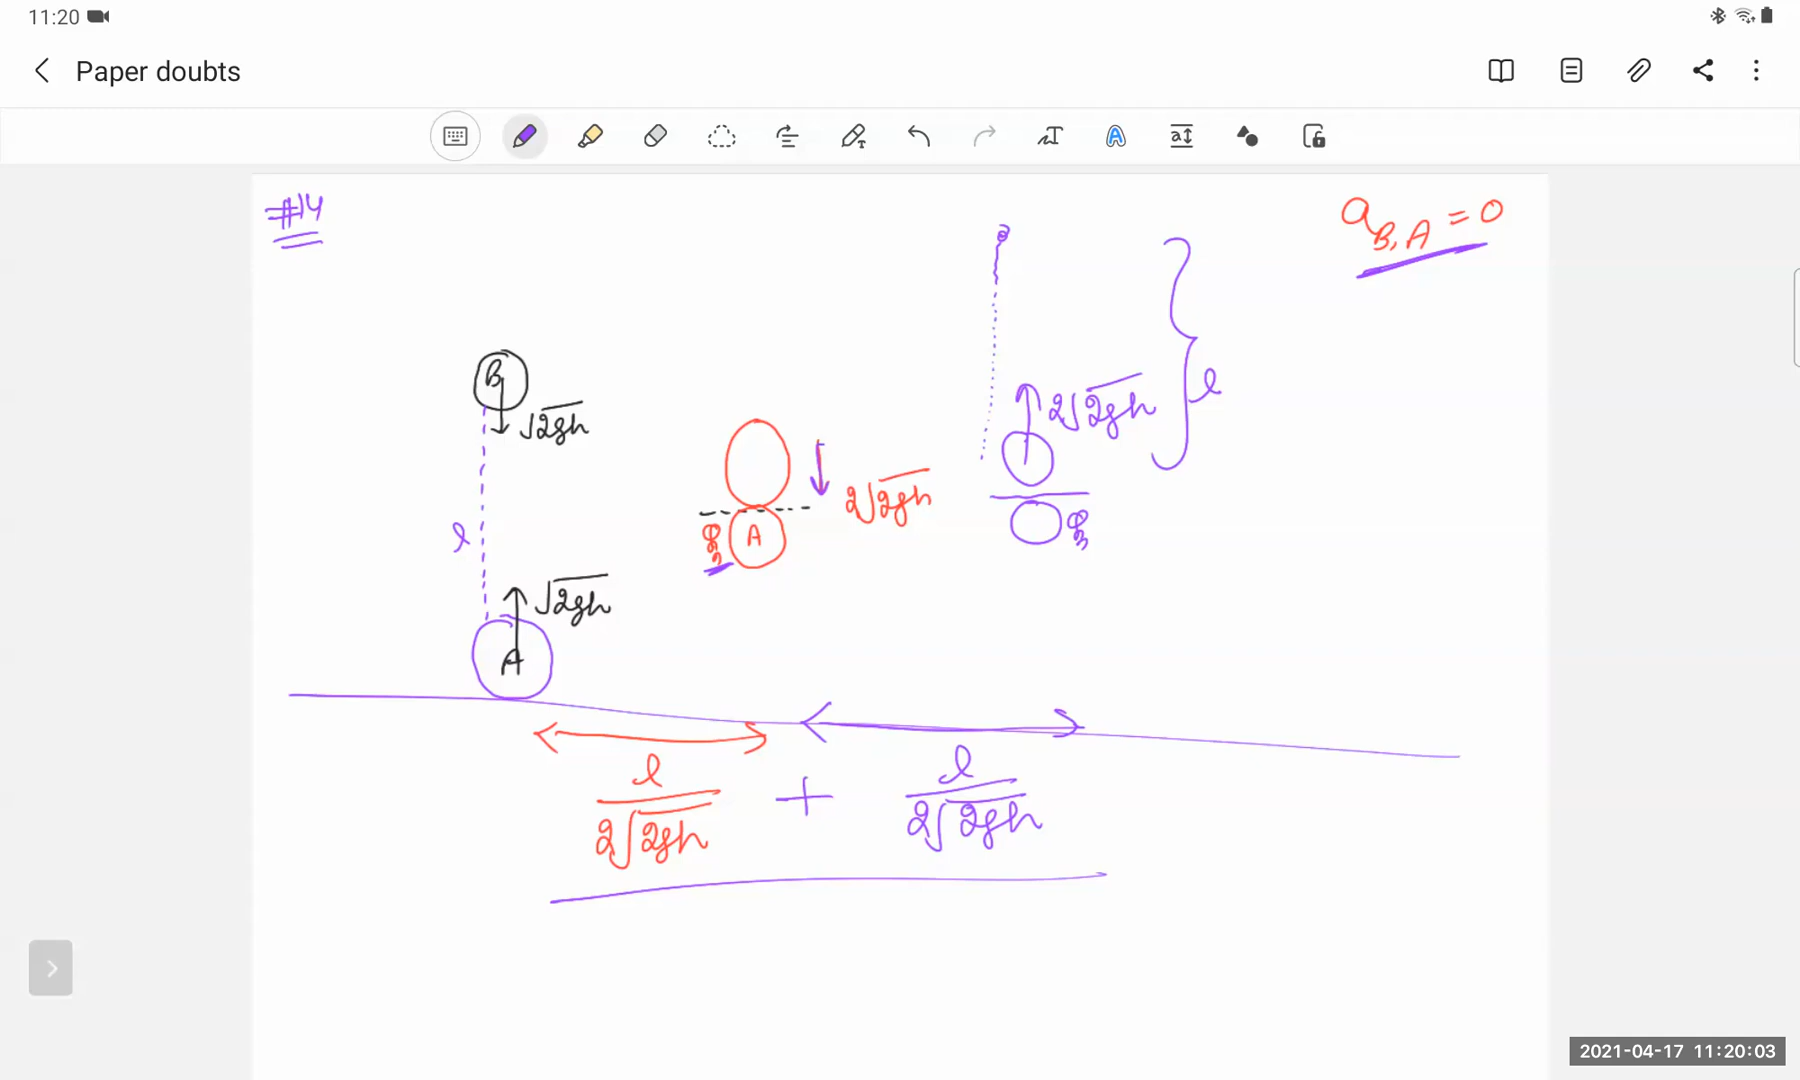 11:20
Paper doubts
#14
a_{B,A} = 0
B
√2gh
l
A
√2gh
A
2√2gh
2√2gh
l
l/2√2gh + l/2√2gh
2021-04-17 11:20:03